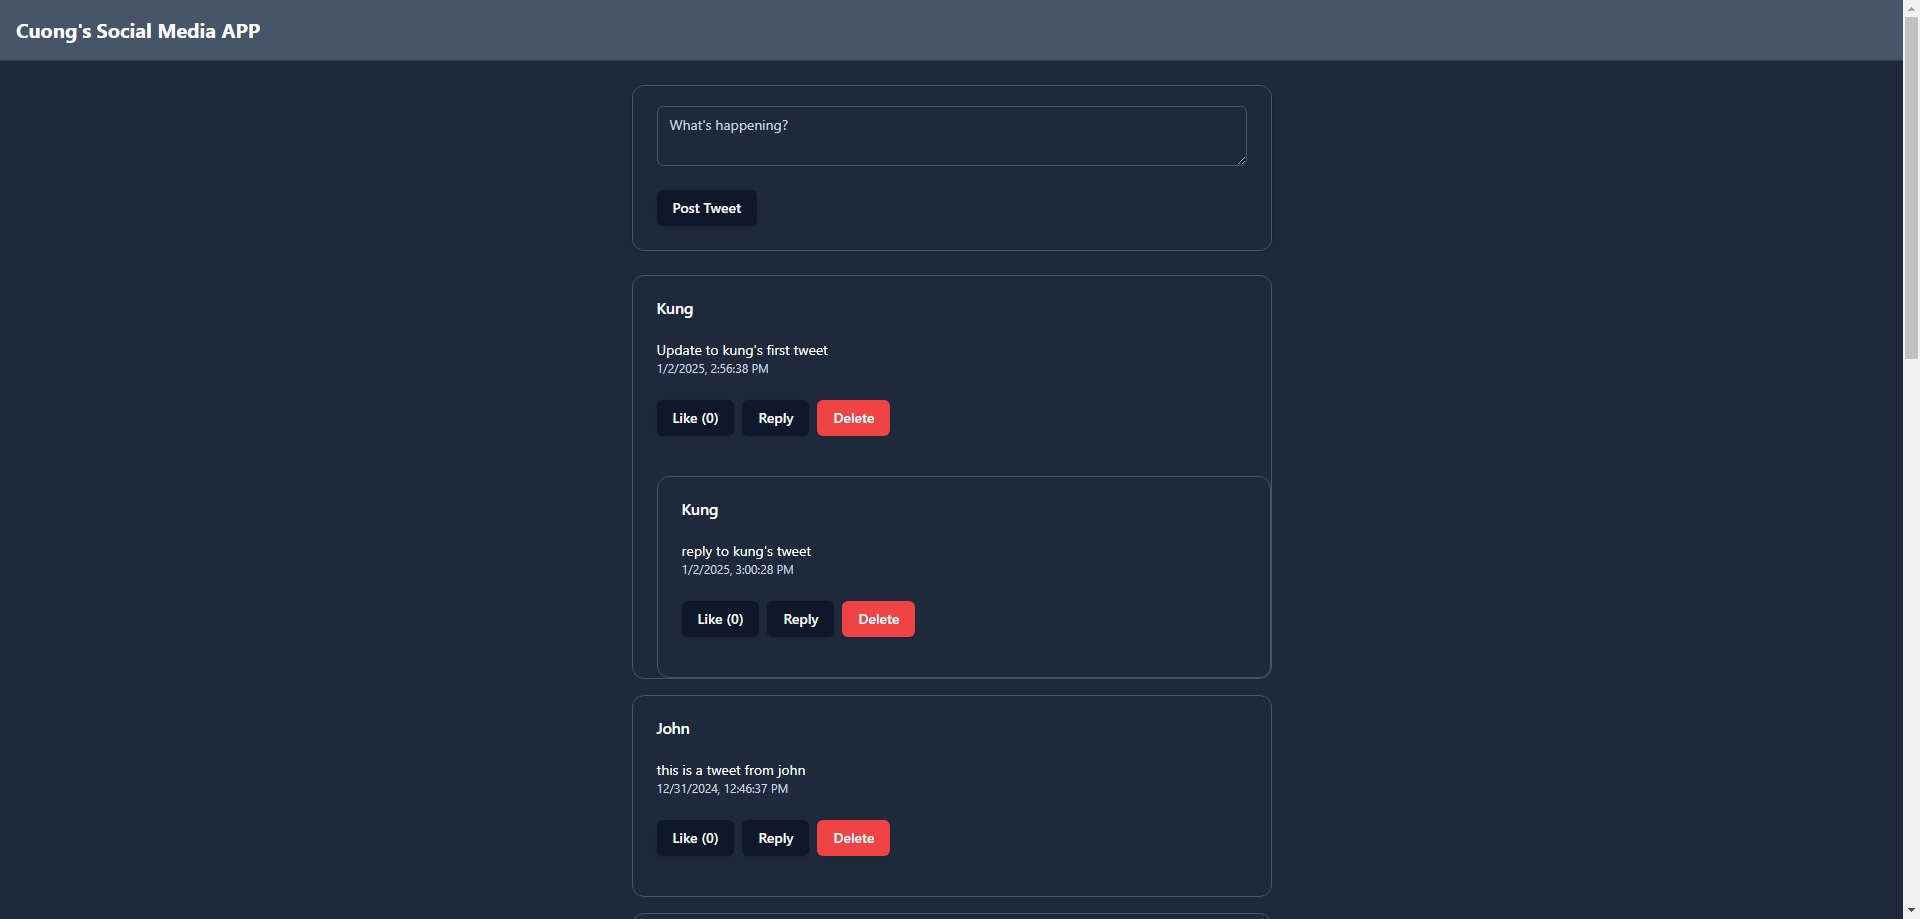 Cuong's Social Media APP
What's happening?
Post Tweet
Kung
Update to kung's first tweet
1/2/2025, 2:56:38 PM
Like (0) Reply Delete
Kung
reply to kung's tweet
1/2/2025, 3:00:28 PM
Like (0) Reply Delete
John
this is a tweet from john
12/31/2024, 12:46:37 PM
Like (0) Reply Delete